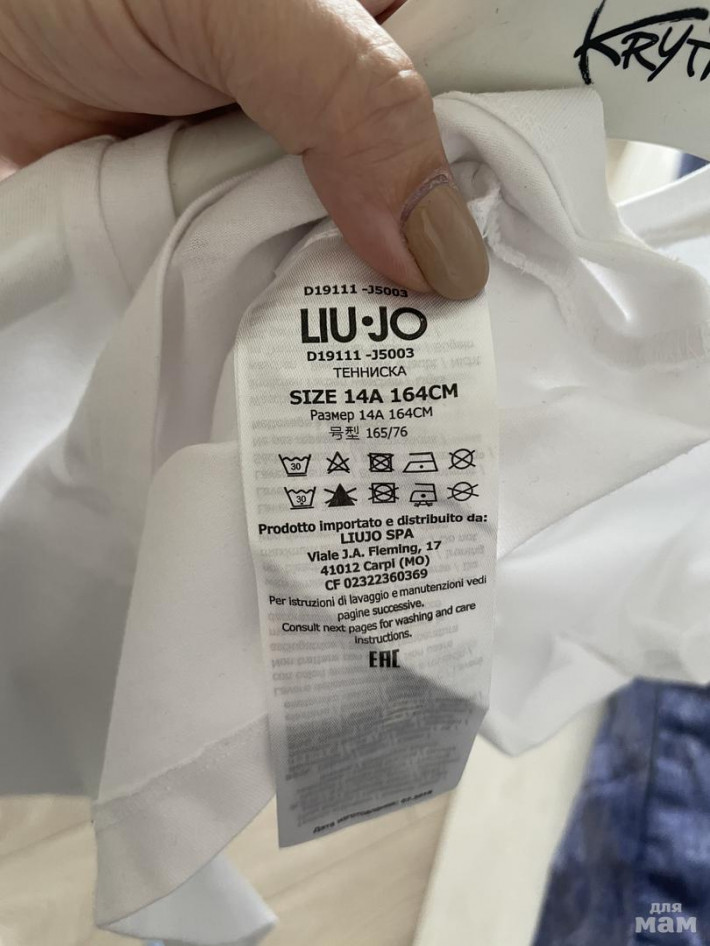 D19111 -J5003
LIU·JO
D19111 -J5003
ТЕННИСКА
SIZE 14A 164CM
Размер 14A 164CM
号型 165/76
30
30
Prodotto importato e distribuito da:
LIUJO SPA
Viale J.A. Fleming, 17
41012 Carpi (MO)
CF 02322360369
Per istruzioni di lavaggio e manutenzioni vedi
pagine successive.
Consult next pages for washing and care
instructions.
EAC
для
мам